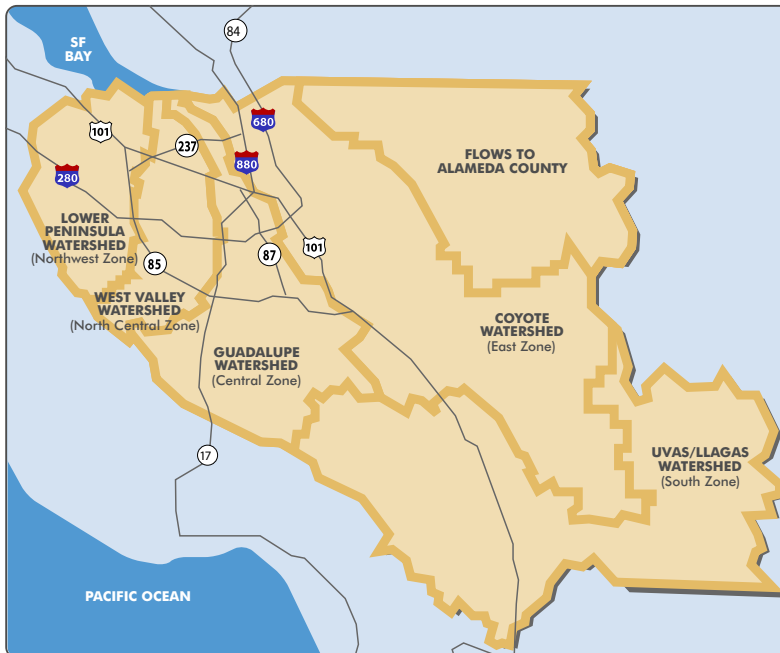 SF
BAY
84
101
237
680
880
280
FLOWS TO
ALAMEDA COUNTY
LOWER
PENINSULA
WATERSHED
(Northwest Zone)
85
87
101
WEST VALLEY
WATERSHED
(North Central Zone)
COYOTE
WATERSHED
(East Zone)
GUADALUPE
WATERSHED
(Central Zone)
17
UVAS/LLAGAS
WATERSHED
(South Zone)
PACIFIC OCEAN